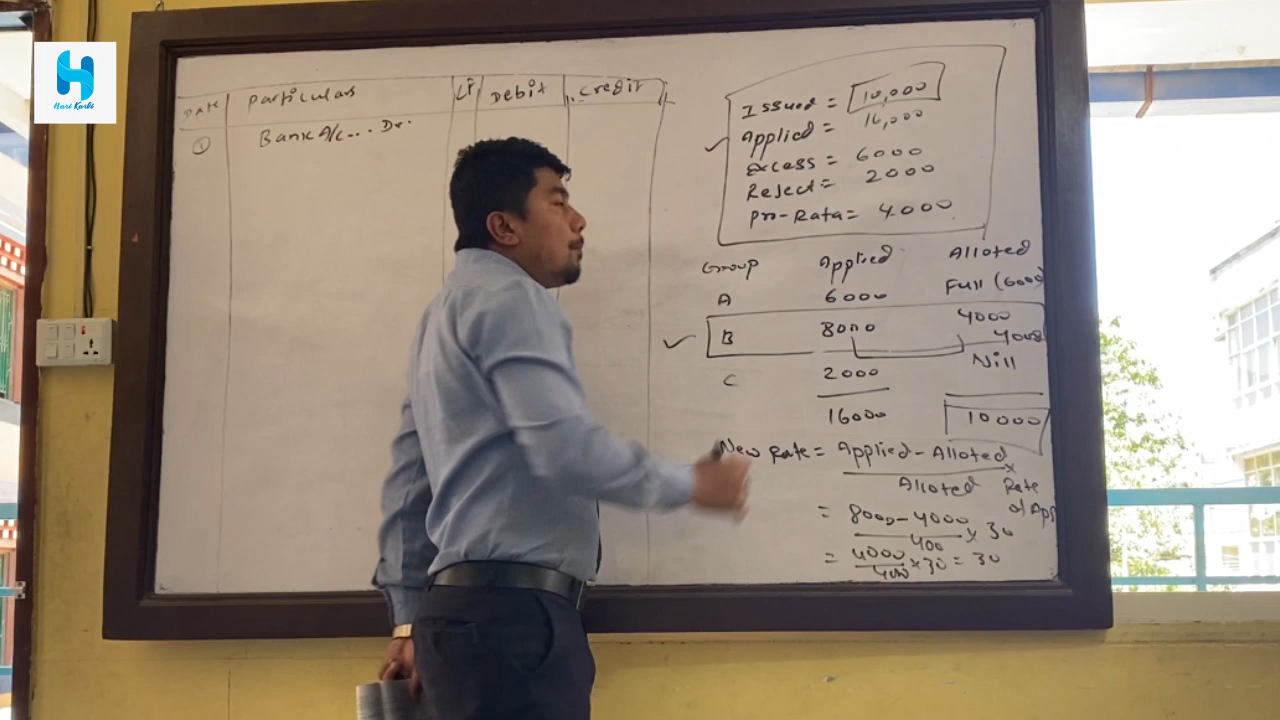 Hari Karki
Date Particulars LF Debit Credit
① Bank A/c... Dr.
Issued = 10,000
Applied = 16,000
Excess = 6000
Reject = 2000
Pro-Rata = 4000
Group Applied Alloted
A 6000 Full (6000)
B 8000 4000
4000
C 2000 Nill
16000 10000
New Rate = Applied - Alloted
Alloted × Rate of App
= 8000 - 4000
400 × 30
= 4000
400 × 30 = 30